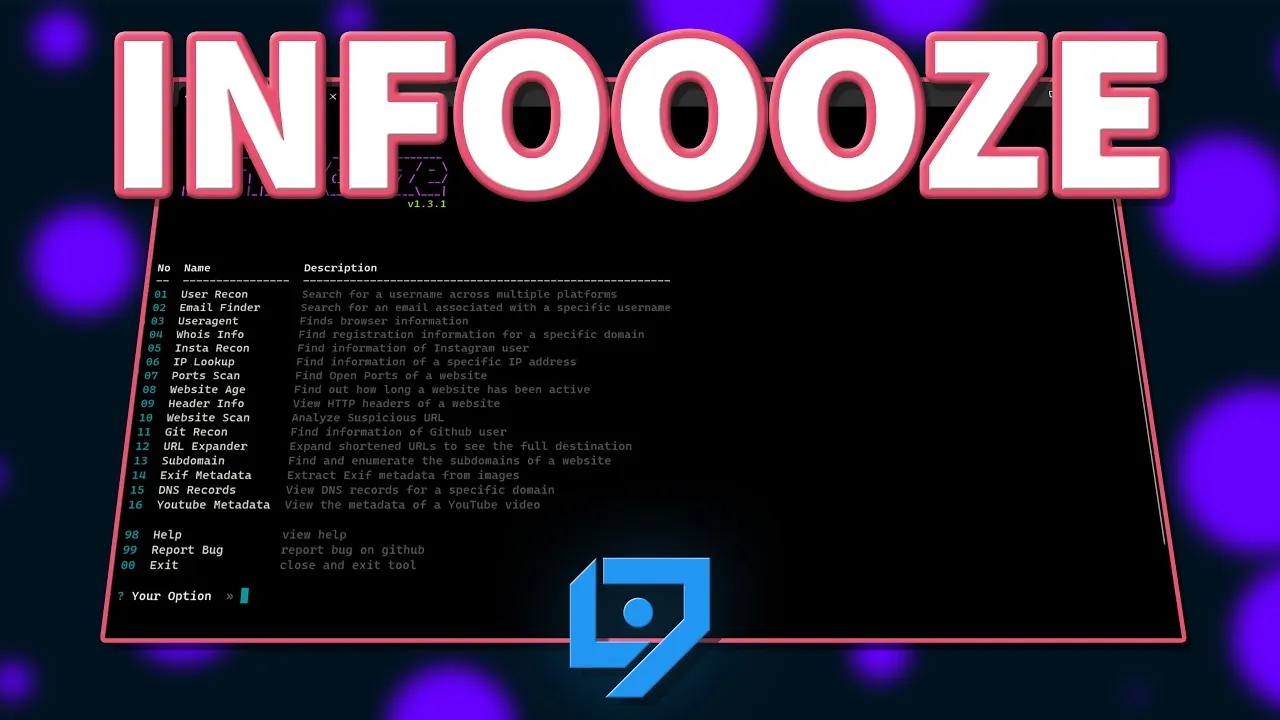 INFOOOZE
v1.3.1
No Name Description
01 User Recon Search for a username across multiple platforms
02 Email Finder Search for an email associated with a specific username
03 Useragent Finds browser information
04 Whois Info Find registration information for a specific domain
05 Insta Recon Find information of Instagram user
06 IP Lookup Find information of a specific IP address
07 Ports Scan Find Open Ports of a website
08 Website Age Find out how long a website has been active
09 Header Info View HTTP headers of a website
10 Website Scan Analyze Suspicious URL
11 Git Recon Find information of Github user
12 URL Expander Expand shortened URLs to see the full destination
13 Subdomain Find and enumerate the subdomains of a website
14 Exif Metadata Extract Exif metadata from images
15 DNS Records View DNS records for a specific domain
16 Youtube Metadata View the metadata of a YouTube video
98 Help view help
99 Report Bug report bug on github
00 Exit close and exit tool
? Your Option »